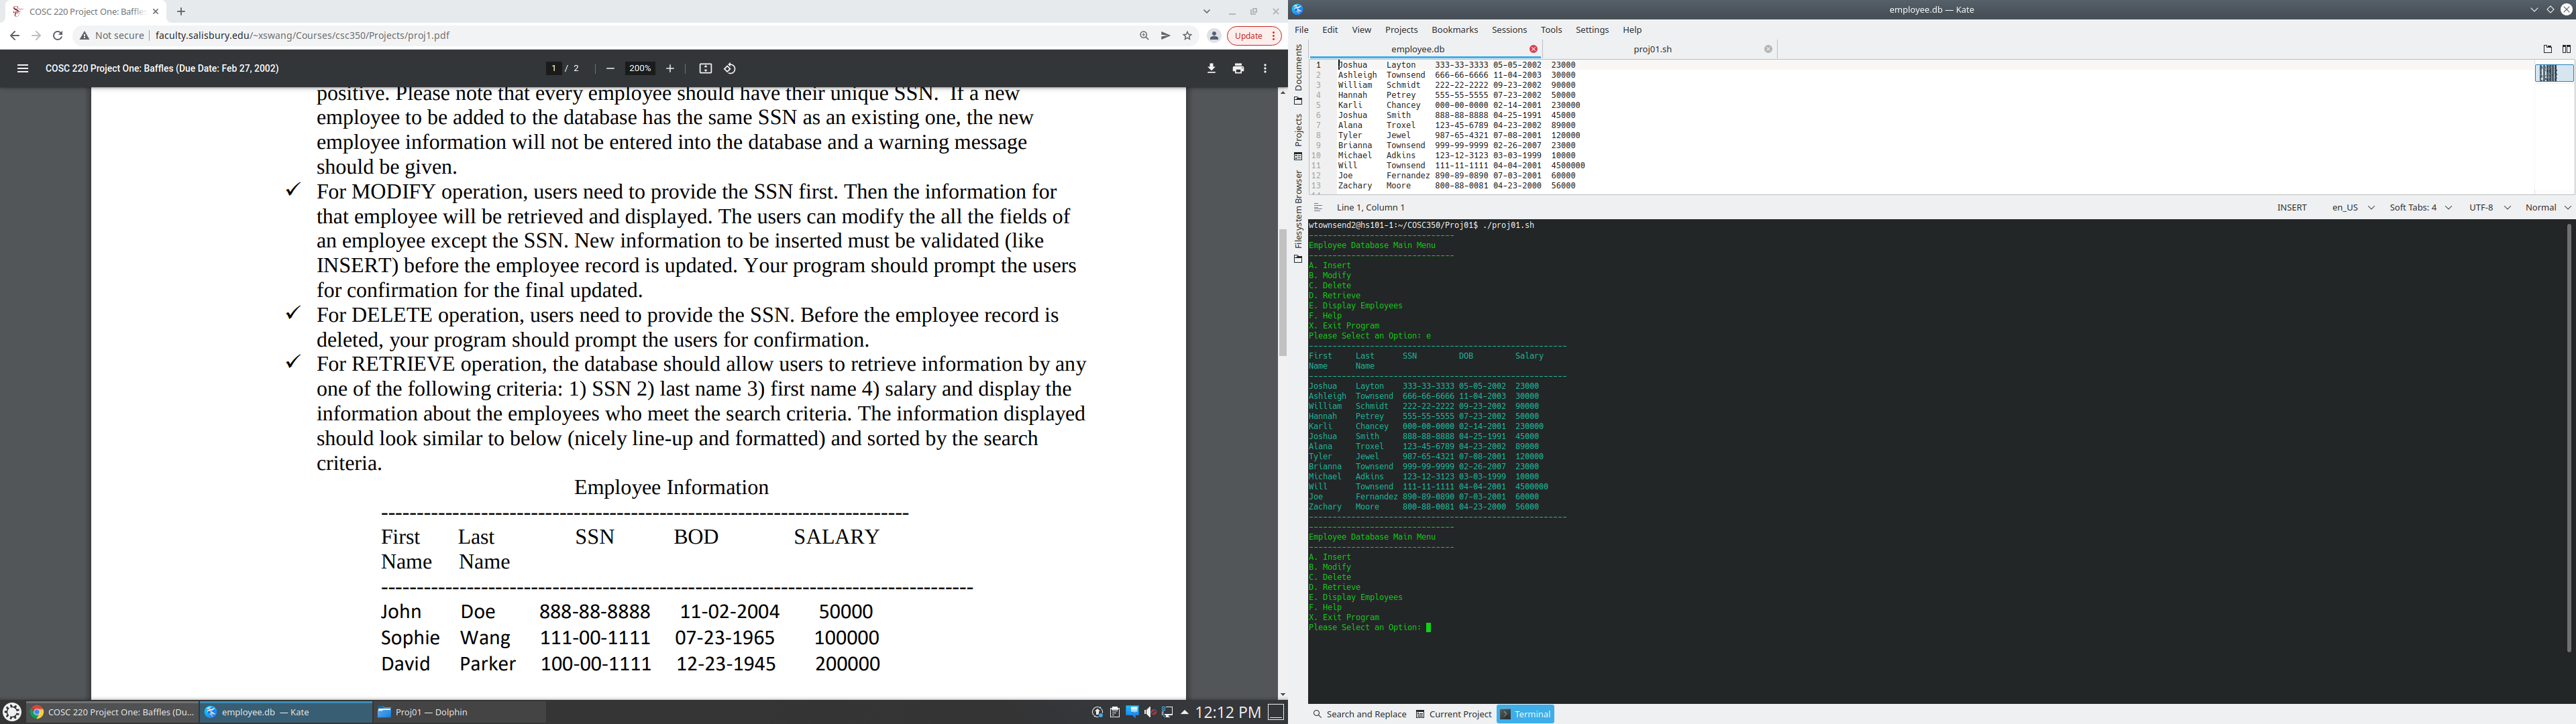 COSC 220 Project One: Baffles
Not secure faculty.salisbury.edu/~xswang/Courses/csc350/Projects/proj1.pdf Update
COSC 220 Project One: Baffles (Due Date: Feb 27, 2002) 1 / 2 200%
positive. Please note that every employee should have their unique SSN. If a new
employee to be added to the database has the same SSN as an existing one, the new
employee information will not be entered into the database and a warning message
should be given.
✓ For MODIFY operation, users need to provide the SSN first. Then the information for
that employee will be retrieved and displayed. The users can modify the all the fields of
an employee except the SSN. New information to be inserted must be validated (like
INSERT) before the employee record is updated. Your program should prompt the users
for confirmation for the final updated.
✓ For DELETE operation, users need to provide the SSN. Before the employee record is
deleted, your program should prompt the users for confirmation.
✓ For RETRIEVE operation, the database should allow users to retrieve information by any
one of the following criteria: 1) SSN 2) last name 3) first name 4) salary and display the
information about the employees who meet the search criteria. The information displayed
should look similar to below (nicely line-up and formatted) and sorted by the search
criteria.
Employee Information
First Last SSN BOD SALARY
Name Name
John Doe 888-88-8888 11-02-2004 50000
Sophie Wang 111-00-1111 07-23-1965 100000
David Parker 100-00-1111 12-23-1945 200000
COSC 220 Project One: Baffles (Du... employee.db — Kate Proj01 — Dolphin 12:12 PM
employee.db — Kate
File Edit View Projects Bookmarks Sessions Tools Settings Help
employee.db proj01.sh
Documents
Projects
Filesystem Browser
1 Joshua Layton 333-33-3333 05-05-2002 23000
2 Ashleigh Townsend 666-66-6666 11-04-2003 30000
3 William Schmidt 222-22-2222 09-23-2002 90000
4 Hannah Petrey 555-55-5555 07-23-2002 50000
5 Karli Chancey 000-00-0000 02-14-2001 230000
6 Joshua Smith 888-88-8888 04-25-1991 45000
7 Alana Troxel 123-45-6789 04-23-2002 89000
8 Tyler Jewel 987-65-4321 07-08-2001 120000
9 Brianna Townsend 999-99-9999 02-26-2007 23000
10 Michael Adkins 123-12-3123 03-03-1999 10000
11 Will Townsend 111-11-1111 04-04-2001 4500000
12 Joe Fernandez 890-89-0890 07-03-2001 60000
13 Zachary Moore 800-88-0081 04-23-2000 56000
Line 1, Column 1 INSERT en_US Soft Tabs: 4 UTF-8 Normal
wtownsend2@hs101-1:~/COSC350/Proj01$ ./proj01.sh
Employee Database Main Menu
A. Insert
B. Modify
C. Delete
D. Retrieve
E. Display Employees
F. Help
X. Exit Program
Please Select an Option: e
First Last SSN DOB Salary
Name Name
Joshua Layton 333-33-3333 05-05-2002 23000
Ashleigh Townsend 666-66-6666 11-04-2003 30000
William Schmidt 222-22-2222 09-23-2002 90000
Hannah Petrey 555-55-5555 07-23-2002 50000
Karli Chancey 000-00-0000 02-14-2001 230000
Joshua Smith 888-88-8888 04-25-1991 45000
Alana Troxel 123-45-6789 04-23-2002 89000
Tyler Jewel 987-65-4321 07-08-2001 120000
Brianna Townsend 999-99-9999 02-26-2007 23000
Michael Adkins 123-12-3123 03-03-1999 10000
Will Townsend 111-11-1111 04-04-2001 4500000
Joe Fernandez 890-89-0890 07-03-2001 60000
Zachary Moore 800-88-0081 04-23-2000 56000
Employee Database Main Menu
A. Insert
B. Modify
C. Delete
D. Retrieve
E. Display Employees
F. Help
X. Exit Program
Please Select an Option:
Search and Replace Current Project Terminal